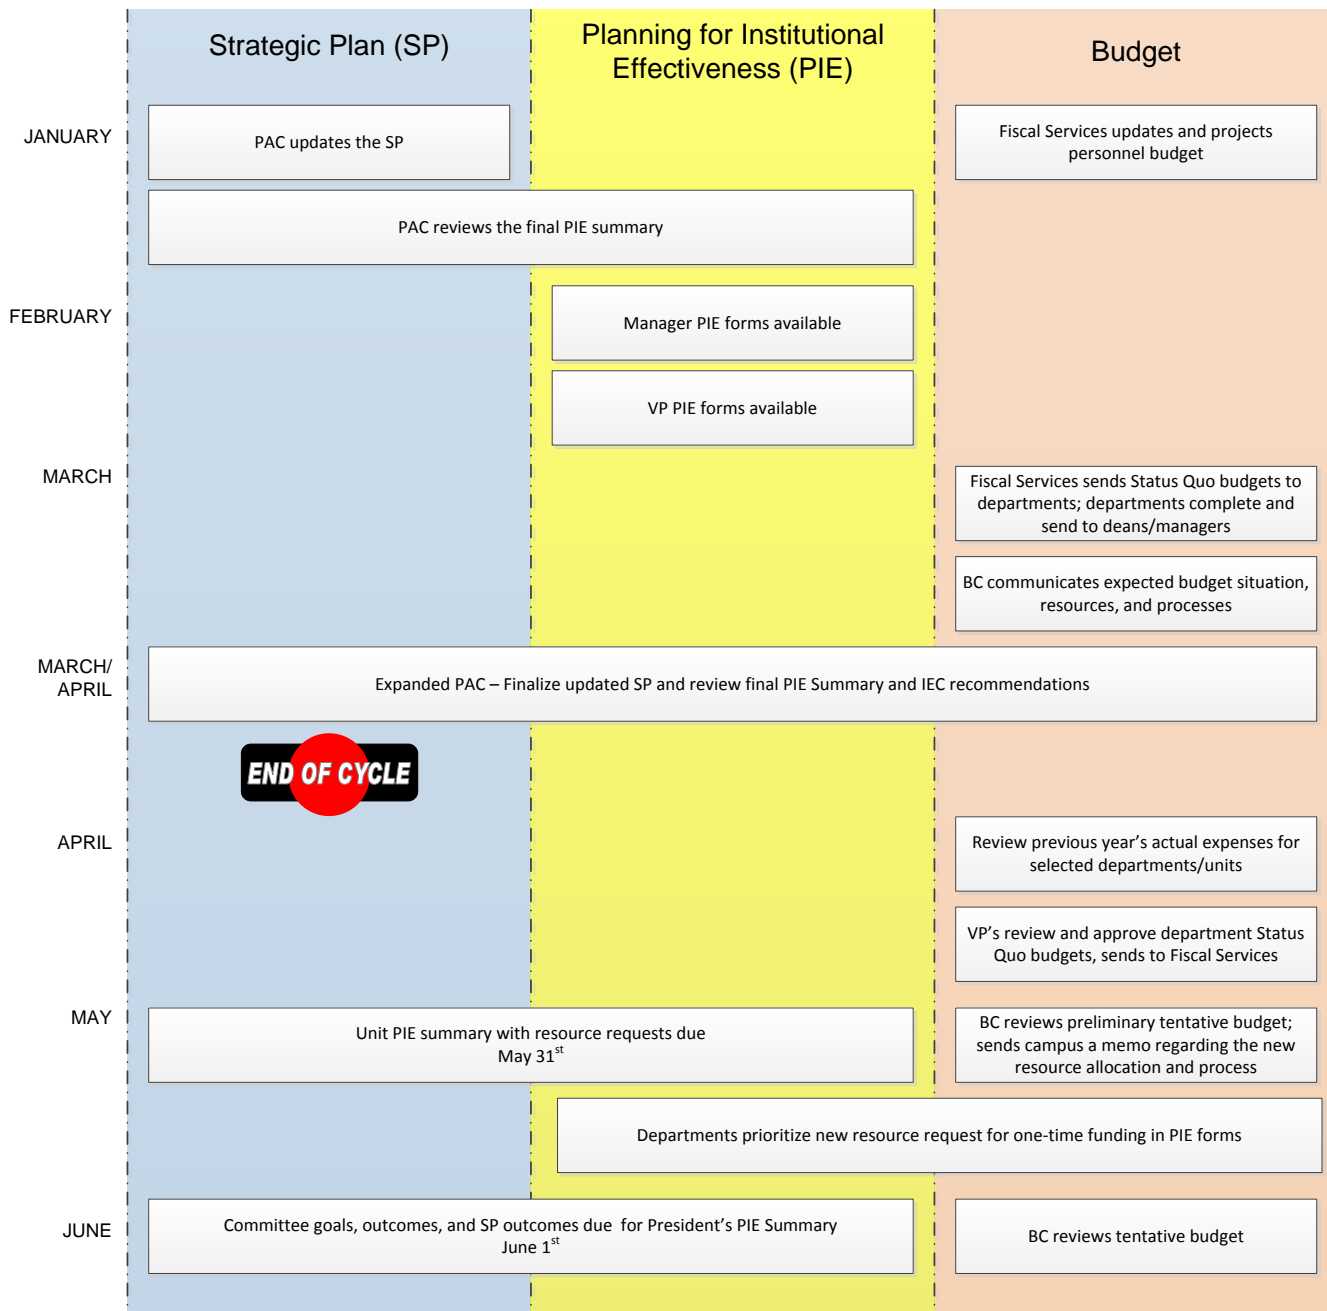 Strategic Plan (SP)
Planning for Institutional
Effectiveness (PIE)
Budget
JANUARY
PAC updates the SP
Fiscal Services updates and projects
personnel budget
PAC reviews the final PIE summary
FEBRUARY
Manager PIE forms available
VP PIE forms available
MARCH
Fiscal Services sends Status Quo budgets to
departments; departments complete and
send to deans/managers
BC communicates expected budget situation,
resources, and processes
MARCH/
APRIL
Expanded PAC – Finalize updated SP and review final PIE Summary and IEC recommendations
END OF CYCLE
APRIL
Review previous year’s actual expenses for
selected departments/units
VP’s review and approve department Status
Quo budgets, sends to Fiscal Services
MAY
Unit PIE summary with resource requests due
May 31st
BC reviews preliminary tentative budget;
sends campus a memo regarding the new
resource allocation and process
Departments prioritize new resource request for one-time funding in PIE forms
JUNE
Committee goals, outcomes, and SP outcomes due for President’s PIE Summary
June 1st
BC reviews tentative budget